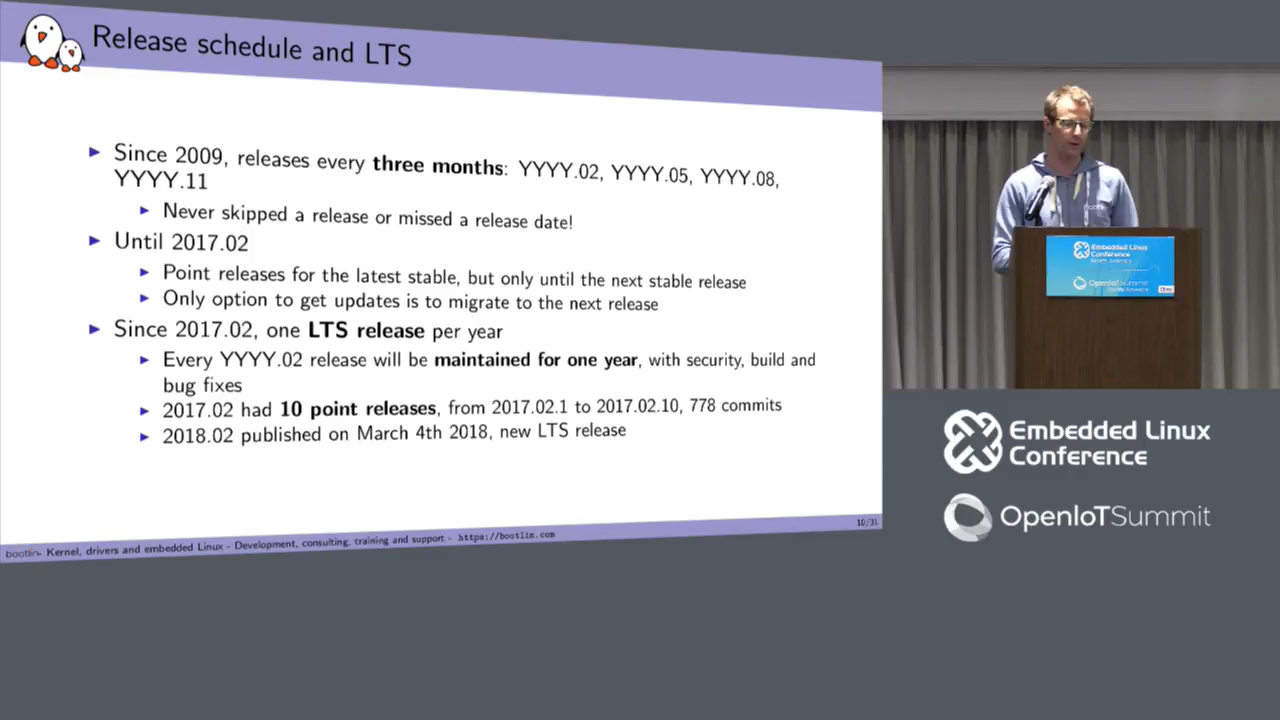 Release schedule and LTS
▶ Since 2009, releases every three months: YYYY.02, YYYY.05, YYYY.08,
YYYY.11
▶ Never skipped a release or missed a release date!
▶ Until 2017.02
▶ Point releases for the latest stable, but only until the next stable release
▶ Only option to get updates is to migrate to the next release
▶ Since 2017.02, one LTS release per year
▶ Every YYYY.02 release will be maintained for one year, with security, build and
bug fixes
▶ 2017.02 had 10 point releases, from 2017.02.1 to 2017.02.10, 778 commits
▶ 2018.02 published on March 4th 2018, new LTS release
bootlin- Kernel, drivers and embedded Linux - Development, consulting, training and support - https://bootlin.com
10/31
Embedded Linux
Conference
North America
OpenIoTSummit
Embedded Linux
Conference
OpenIoTSummit